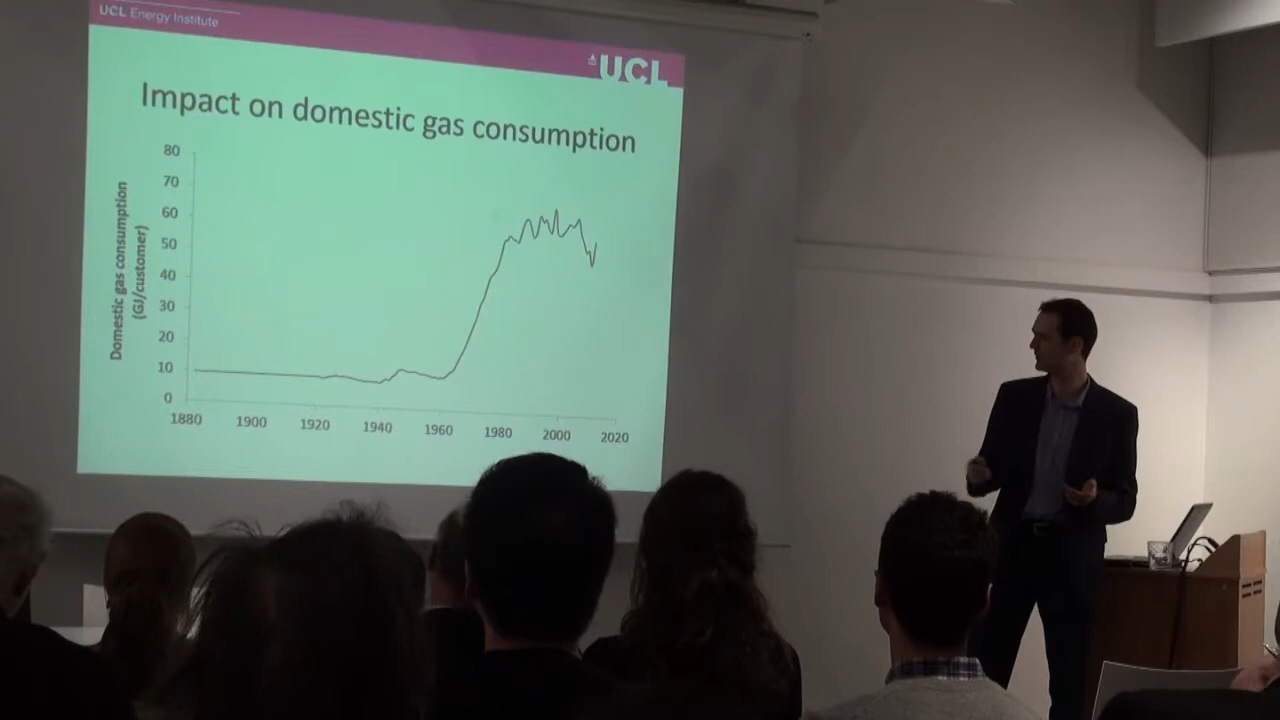 UCL Energy Institute
UCL
Impact on domestic gas consumption
Domestic gas consumption
(GJ/customer)
80
70
60
50
40
30
20
10
0
1880 1900 1920 1940 1960 1980 2000 2020